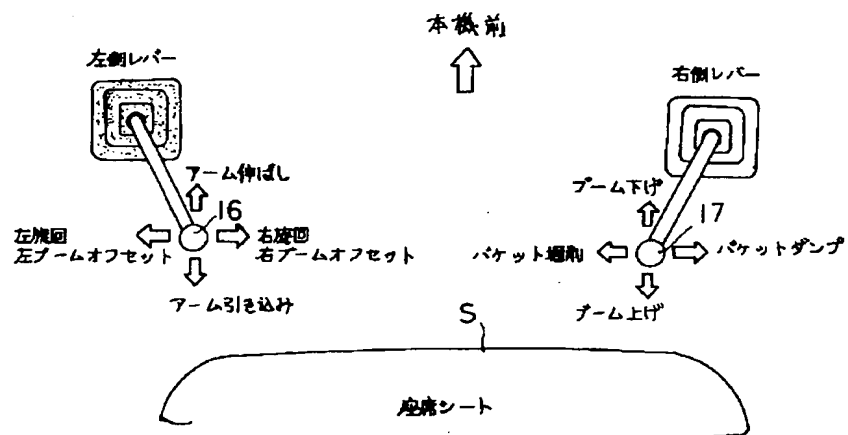 本機前
左側レバー
右側レバー
アーム伸ばし
ブーム下げ
16
17
左旋回
左ブームオフセット
右旋回
右ブームオフセット
バケット掘削
バケットダンプ
アーム引き込み
ブーム上げ
S
座席シート